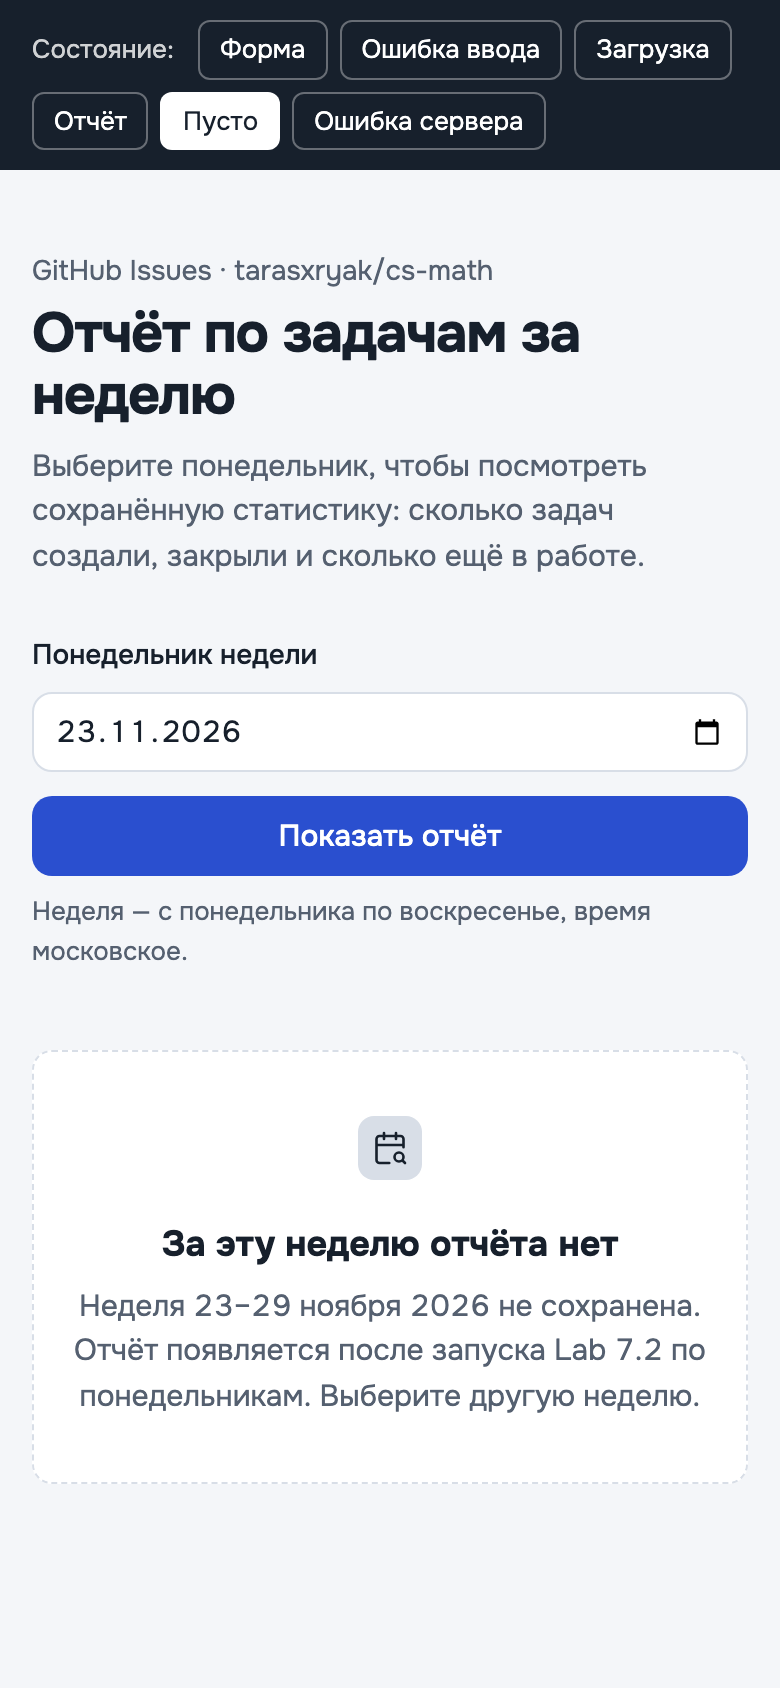 Состояние: Форма Ошибка ввода Загрузка
Отчёт Пусто Ошибка сервера
GitHub Issues · tarasxryak/cs-math
Отчёт по задачам за
неделю
Выберите понедельник, чтобы посмотреть
сохранённую статистику: сколько задач
создали, закрыли и сколько ещё в работе.
Понедельник недели
23.11.2026
Показать отчёт
Неделя — с понедельника по воскресенье, время
московское.
За эту неделю отчёта нет
Неделя 23–29 ноября 2026 не сохранена.
Отчёт появляется после запуска Lab 7.2 по
понедельникам. Выберите другую неделю.